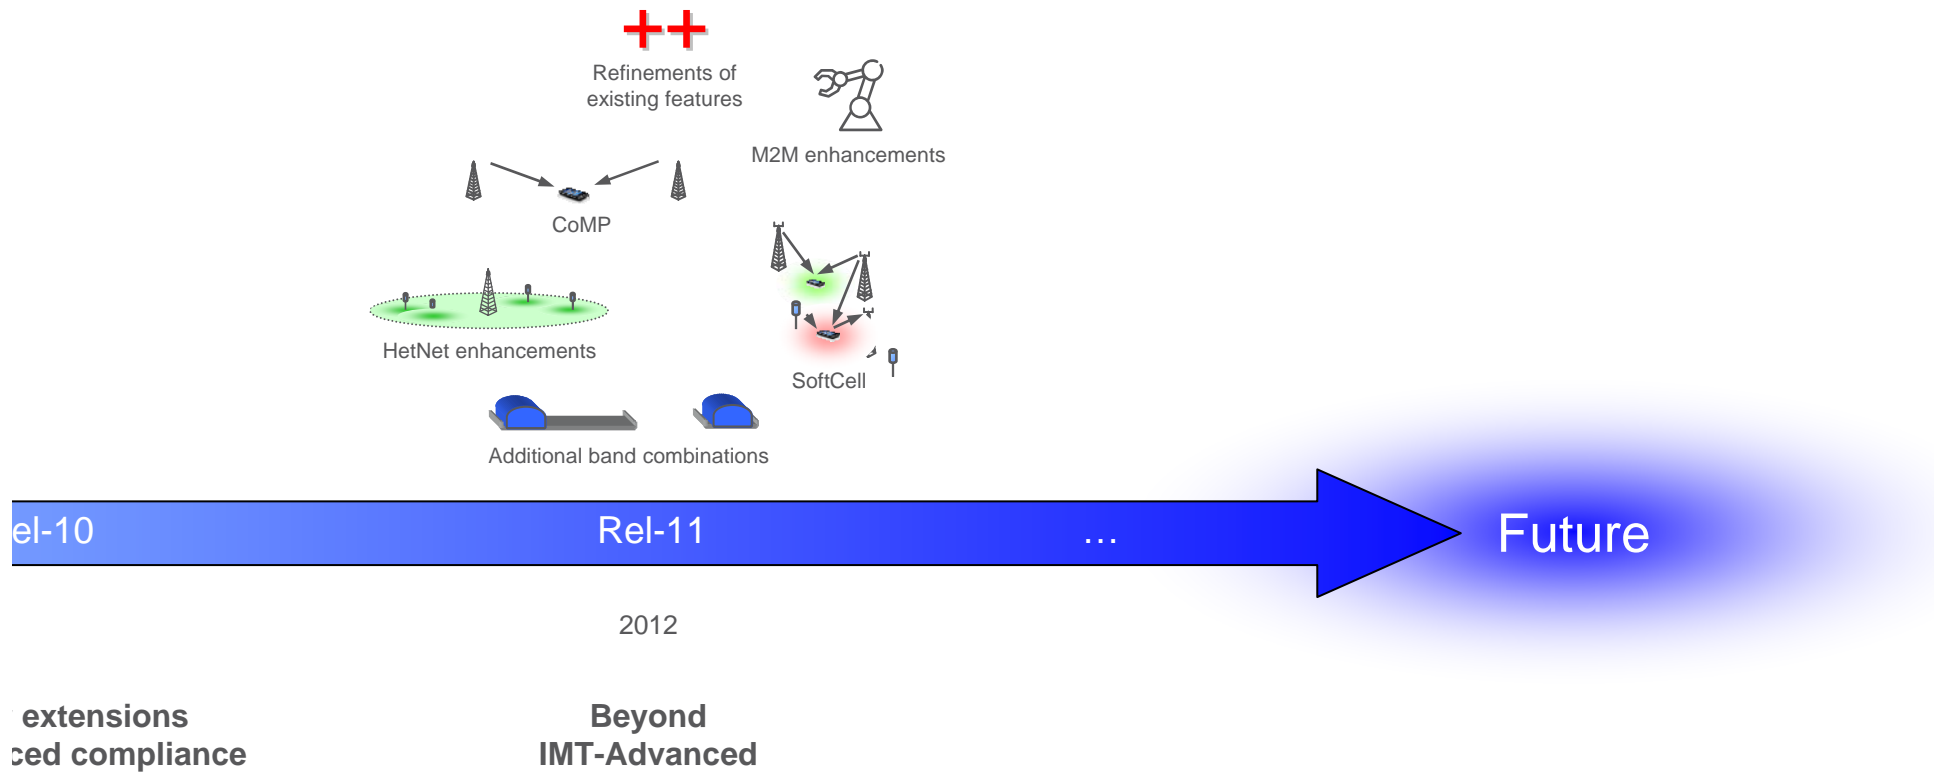 Refinements of
existing features
M2M enhancements
CoMP
HetNet enhancements
SoftCell
Additional band combinations
el-10
Rel-11
…
Future
2012
extensions
ced compliance
Beyond
IMT-Advanced